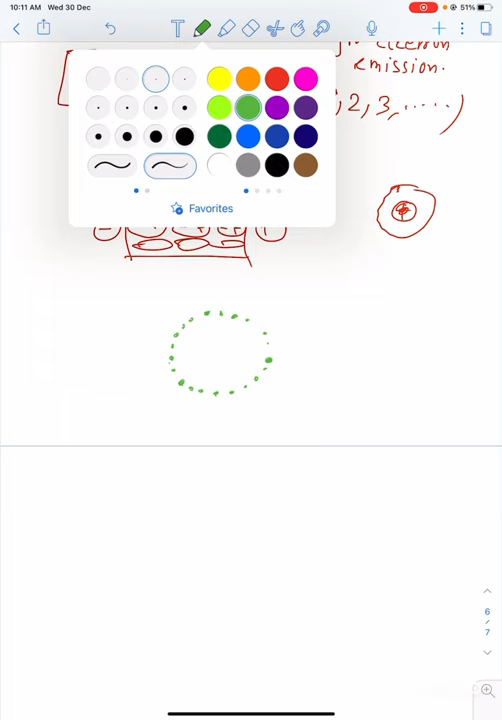 10:11 AM Wed 30 Dec
51%
T
emission.
2, 3, .....)
Favorites
6
/
7